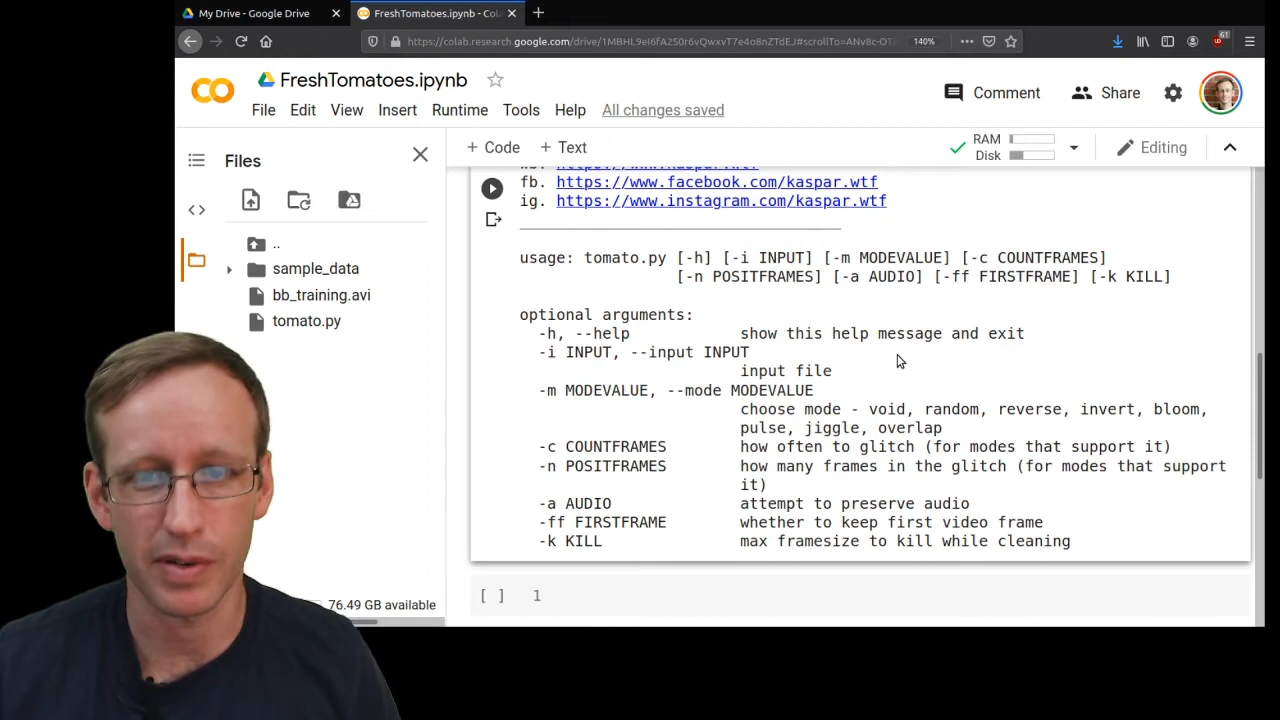 My Drive - Google Drive
FreshTomatoes.ipynb - Cola
https://colab.research.google.com/drive/
140%
61
FreshTomatoes.ipynb
File Edit View Insert Runtime Tools Help All changes saved
Comment
Share
Files
+ Code + Text
RAM
Disk
Editing
https://www.kaspar.wtf
fb. https://www.facebook.com/kaspar.wtf
ig. https://www.instagram.com/kaspar.wtf
usage: tomato.py [-h] [-i INPUT] [-m MODEVALUE] [-c COUNTFRAMES]
[-n POSITFRAMES] [-a AUDIO] [-ff FIRSTFRAME] [-k KILL]
optional arguments:
-h, --help show this help message and exit
-i INPUT, --input INPUT
input file
-m MODEVALUE, --mode MODEVALUE
choose mode - void, random, reverse, invert, bloom,
pulse, jiggle, overlap
-c COUNTFRAMES how often to glitch (for modes that support it)
-n POSITFRAMES how many frames in the glitch (for modes that support
it)
-a AUDIO attempt to preserve audio
-ff FIRSTFRAME whether to keep first video frame
-k KILL max framesize to kill while cleaning
[ ] 1
..
sample_data
bb_training.avi
tomato.py
76.49 GB available